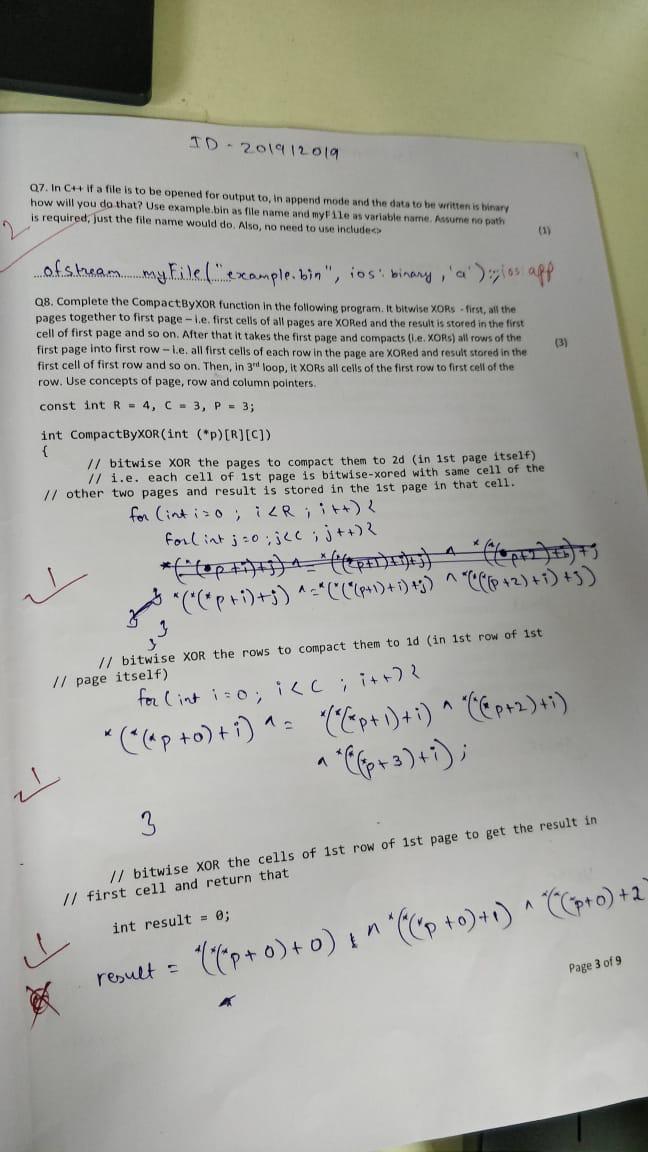 ID - 201912019
Q7. In C++ if a file is to be opened for output to, in append mode and the data to be written is binary
how will you do that? Use example.bin as file name and myFile as variable name. Assume no path
is required, just the file name would do. Also, no need to use include<>
(1)
2
ofstream myFile("example.bin", ios: binary, 'a'); ios: app
Q8. Complete the CompactByXOR function in the following program. It bitwise XORs - first, all the
pages together to first page – i.e. first cells of all pages are XORed and the result is stored in the first
cell of first page and so on. After that it takes the first page and compacts (i.e. XORs) all rows of the
first page into first row – i.e. all first cells of each row in the page are XORed and result stored in the
first cell of first row and so on. Then, in 3rd loop, it XORs all cells of the first row to first cell of the
row. Use concepts of page, row and column pointers.
(3)
const int R = 4, C = 3, P = 3;
int CompactByXOR(int (*p)[R][C])
{
// bitwise XOR the pages to compact them to 2d (in 1st page itself)
// i.e. each cell of 1st page is bitwise-xored with same cell of the
// other two pages and result is stored in the 1st page in that cell.
for (int i=0 ; i<R ; i++) {
for (int j=0 ; j<c ; j++) {
1
*(*(*p+i)+j) ^= *(*(*(p+1)+i)+j) ^ *(*(*(p+2)+i)+j)
}
}
// bitwise XOR the rows to compact them to 1d (in 1st row of 1st
// page itself)
for (int i=0; i<C ; i++) {
*(*(*p+0)+i) ^= *(*(*p+1)+i) ^ *(*(*p+2)+i)
1
^ *(*(*p+3)+i);
}
// bitwise XOR the cells of 1st row of 1st page to get the result in
// first cell and return that
int result = 0;
1
result = *(*(*p+0)+0) ^ *(*(*p+0)+1) ^ *(*(*p+0)+2
Page 3 of 9